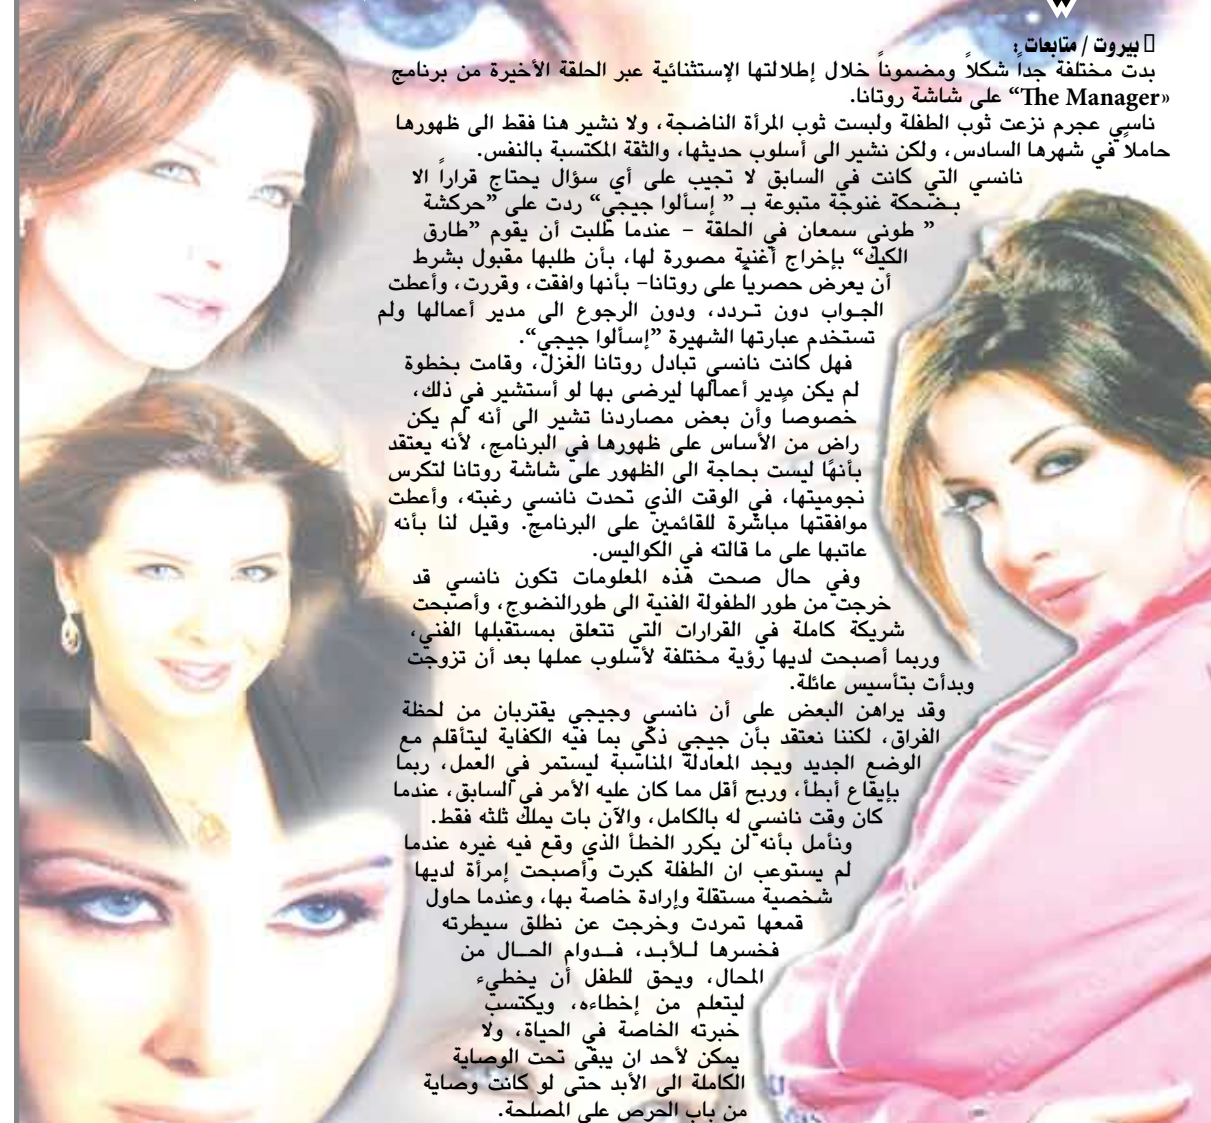 بيروت / متابعات :
بدت مختلفة جداً شكلاً ومضموناً خلال إطلالتها الإستثنائية عبر الحلقة الأخيرة من برنامج
«The Manager“ على شاشة روتانا.
ناسي عجرم نزعت ثوب الطفلة ولبست ثوب المرأة الناضجة، ولا نشير هنا فقط الى ظهورها
حاملاً في شهرها السادس، ولكن نشير الى أسلوب حديثها، والثقة المكتسبة بالنفس.
نانسي التي كانت في السابق لا تجيب على أي سؤال يحتاج قراراً الا
بضحكة غنوجة متبوعة بـ ” إسألوا جيجي“ ردت على ”حركشة
” طوني سمعان في الحلقة – عندما طلبت أن يقوم ”طارق
الكيك“ بإخراج أغنية مصورة لها، بأن طلبها مقبول بشرط
أن يعرض حصرياً على روتانا– بأنها وافقت، وقررت، وأعطت
الجواب دون تردد، ودون الرجوع الى مدير أعمالها ولم
تستخدم عبارتها الشهيرة ”إسألوا جيجي“.
فهل كانت نانسي تبادل روتانا الغزل، وقامت بخطوة
لم يكن مدير أعمالها ليرضى بها لو أستشير في ذلك،
خصوصاً وأن بعض مصاردنا تشير الى أنه لم يكن
راض من الأساس على ظهورها في البرنامج، لأنه يعتقد
بأنها ليست بحاجة الى الظهور على شاشة روتانا لتكرس
نجوميتها، في الوقت الذي تحدت نانسي رغبته، وأعطت
موافقتها مباشرة للقائمين على البرنامج. وقيل لنا بأنه
عاتبها على ما قالته في الكواليس.
وفي حال صحت هذه المعلومات تكون نانسي قد
خرجت من طور الطفولة الفنية الى طورالنضوج، وأصبحت
شريكة كاملة في القرارات التي تتعلق بمستقبلها الفني،
وربما أصبحت لديها رؤية مختلفة لأسلوب عملها بعد أن تزوجت
وبدأت بتأسيس عائلة.
وقد يراهن البعض على أن نانسي وجيجي يقتربان من لحظة
الفراق، لكننا نعتقد بأن جيجي ذكي بما فيه الكفاية ليتأقلم مع
الوضع الجديد ويجد المعادلة المناسبة ليستمر في العمل، ربما
بإيقاع أبطأ، وربح أقل مما كان عليه الأمر في السابق، عندما
كان وقت نانسي له بالكامل، والآن بات يملك ثلثه فقط.
ونأمل بأنه لن يكرر الخطأ الذي وقع فيه غيره عندما
لم يستوعب ان الطفلة كبرت وأصبحت إمرأة لديها
شخصية مستقلة وإرادة خاصة بها، وعندما حاول
قمعها تمردت وخرجت عن نطلق سيطرته
فخسرها للأبد، فدوام الحال من
المحال، ويحق للطفل أن يخطيء
ليتعلم من إخطاءه، ويكتسب
خبرته الخاصة في الحياة، ولا
يمكن لأحد ان يبقى تحت الوصاية
الكاملة الى الأبد حتى لو كانت وصاية
من باب الحرص على المصلحة.